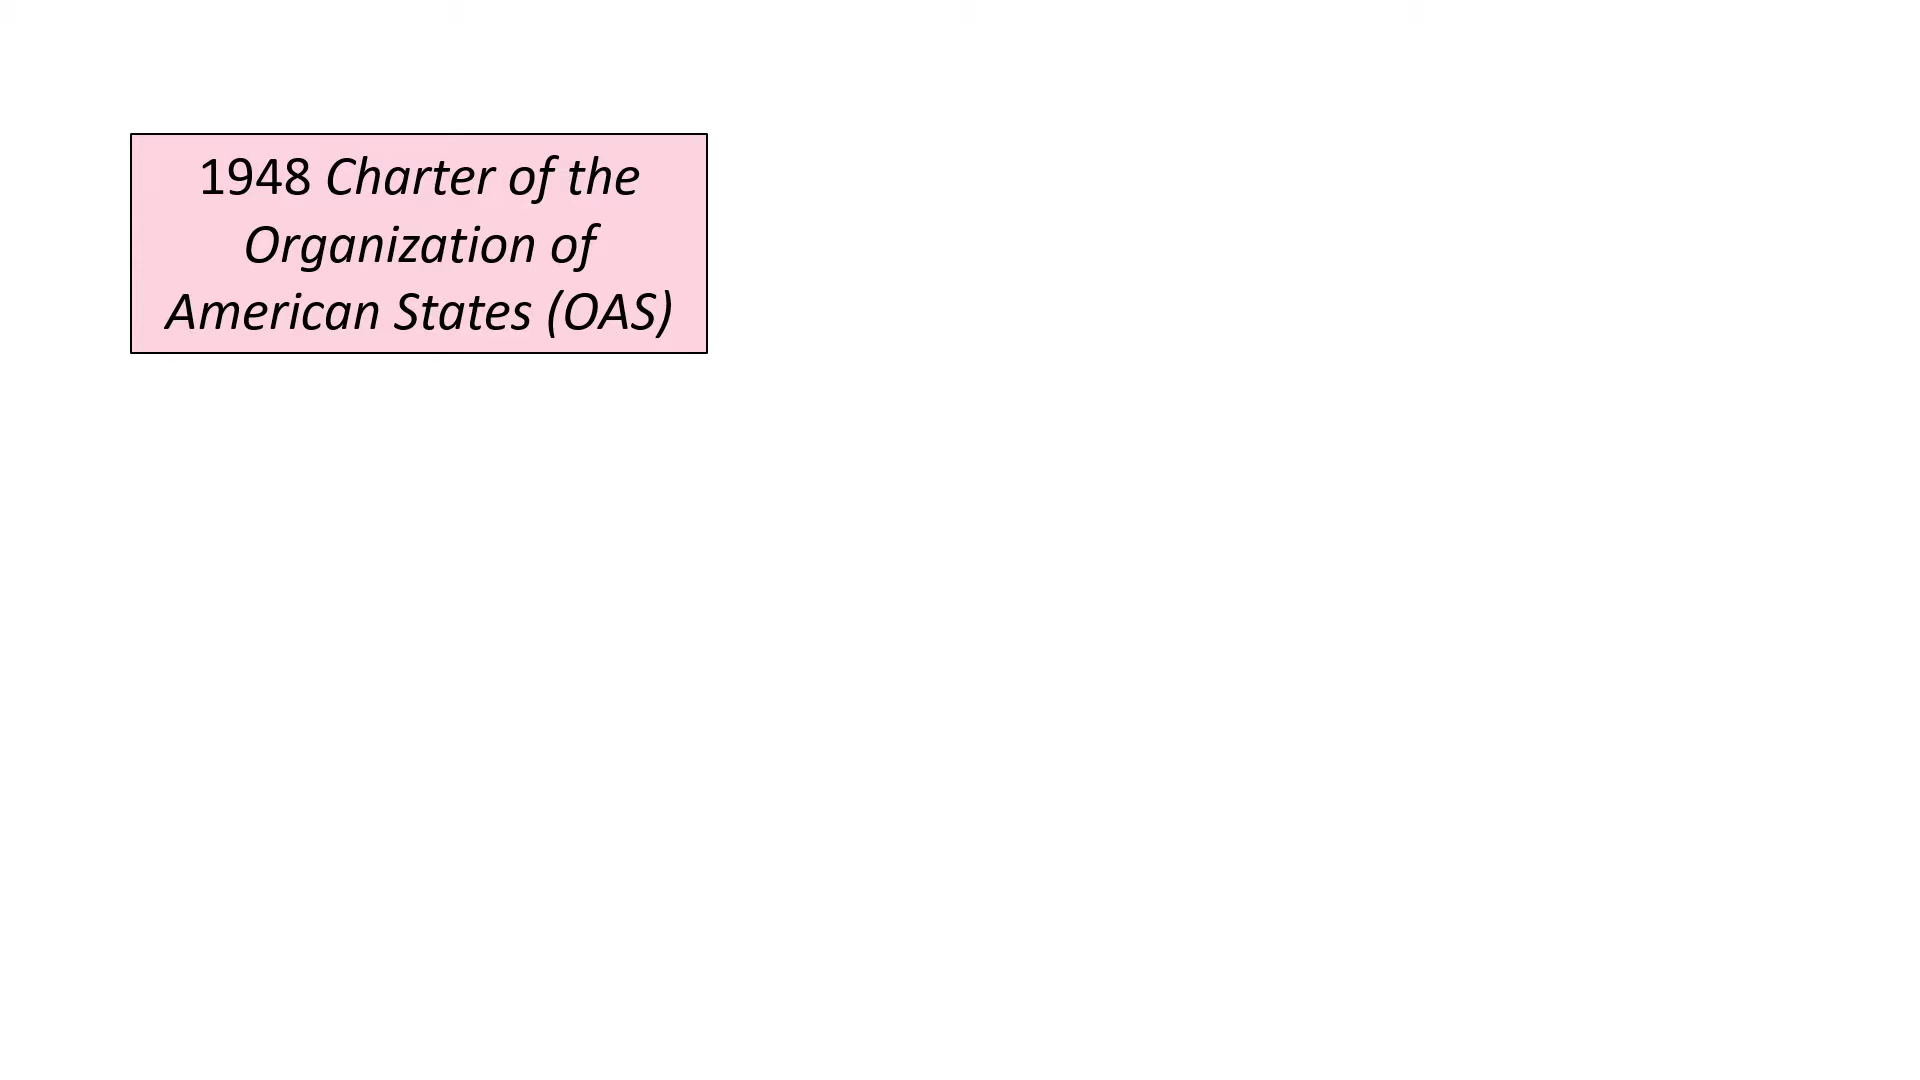 1948 Charter of the
Organization of
American States (OAS)